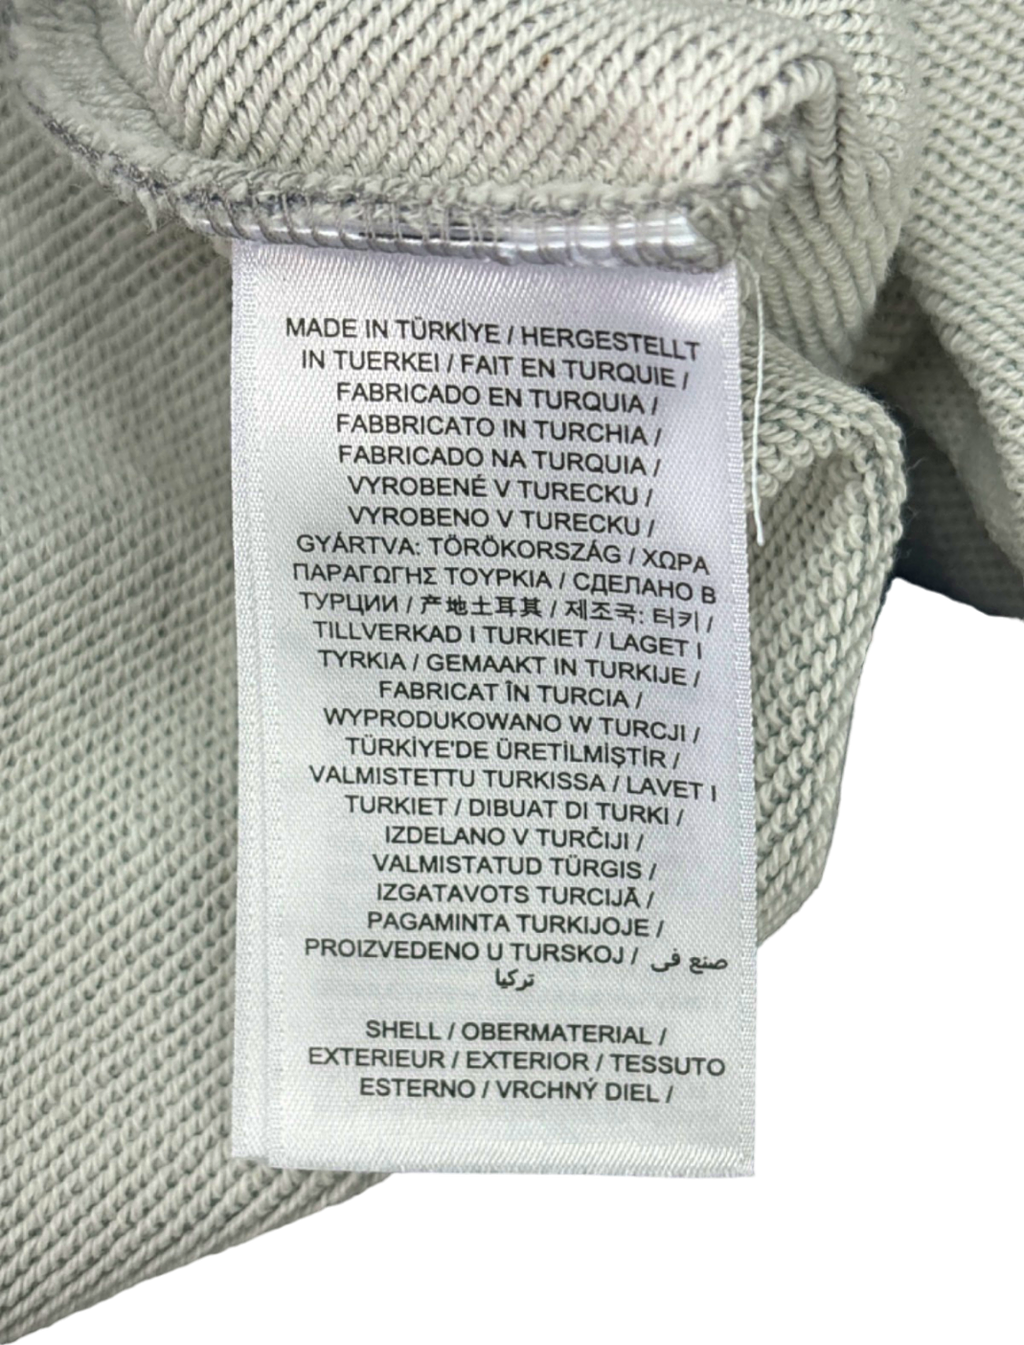 MADE IN TÜRKİYE / HERGESTELLT
IN TUERKEI / FAIT EN TURQUIE /
FABRICADO EN TURQUIA /
FABBRICATO IN TURCHIA /
FABRICADO NA TURQUIA /
VYROBENÉ V TURECKU /
VYROBENO V TURECKU /
GYÁRTVA: TÖRÖKORSZÁG / ΧΩΡΑ
ΠΑΡΑΓΩΓΗΣ ΤΟΥΡΚΙΑ / СДЕЛАНО В
ТУРЦИИ / 产地土耳其 / 제조국: 터키 /
TILLVERKAD I TURKIET / LAGET I
TYRKIA / GEMAAKT IN TURKIJE /
FABRICAT ÎN TURCIA /
WYPRODUKOWANO W TURCJI /
TÜRKİYE'DE ÜRETİLMİŞTİR /
VALMISTETTU TURKISSA / LAVET I
TURKIET / DIBUAT DI TURKI /
IZDELANO V TURČIJI /
VALMISTATUD TÜRGIS /
IZGATAVOTS TURCIJĀ /
PAGAMINTA TURKIJOJE /
PROIZVEDENO U TURSKOJ / صنع في
تركيا
SHELL / OBERMATERIAL /
EXTERIEUR / EXTERIOR / TESSUTO
ESTERNO / VRCHNÝ DIEL /